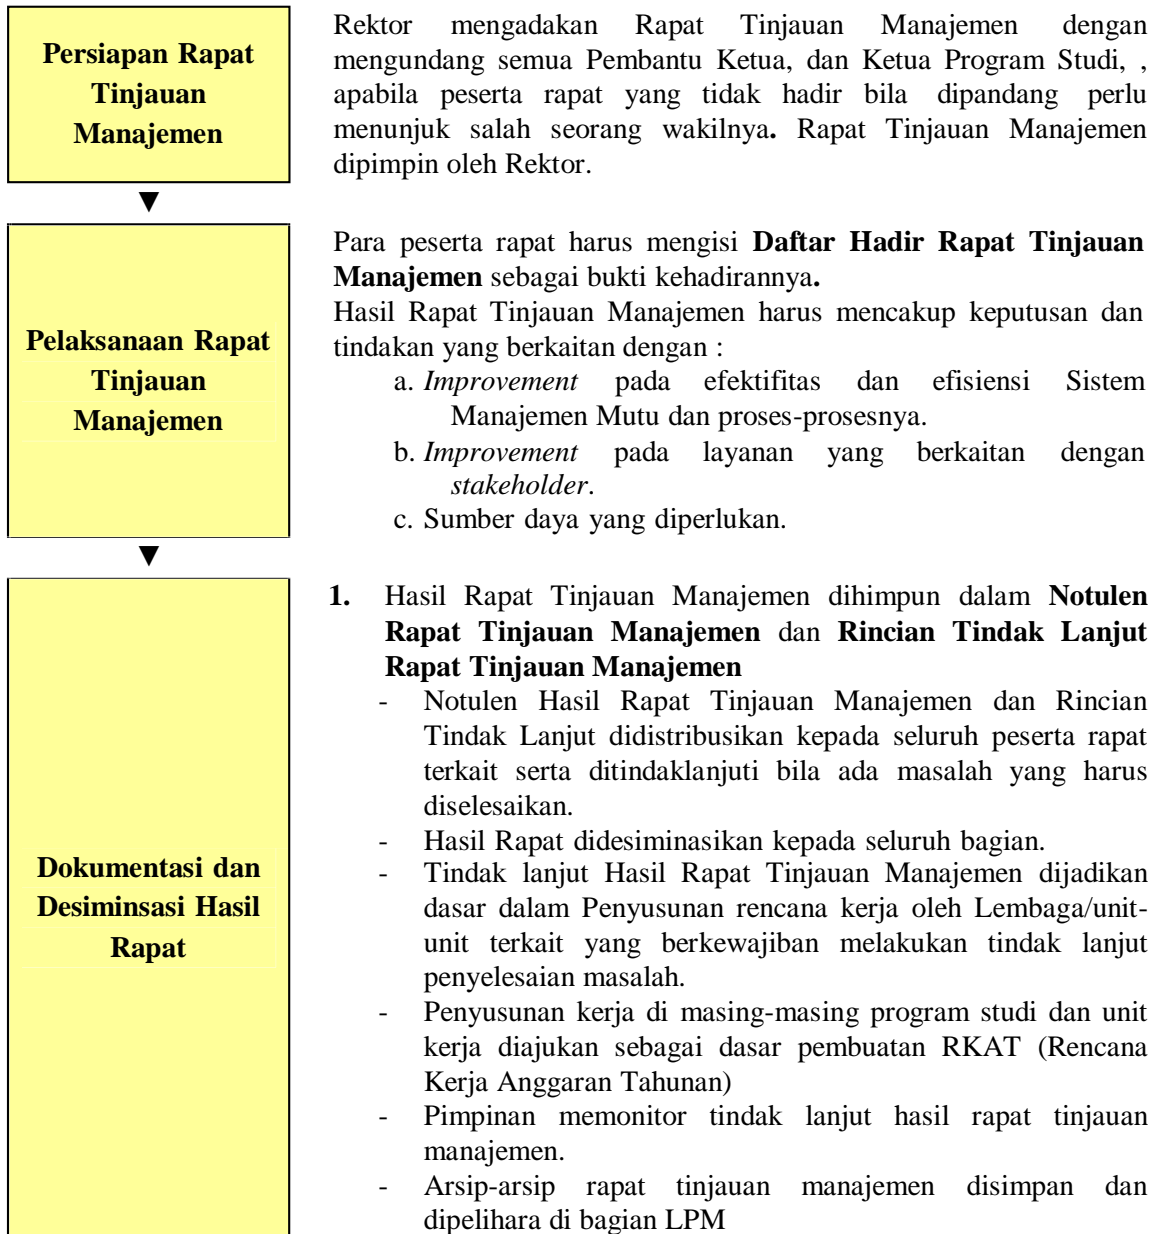 Persiapan Rapat
Tinjauan
Manajemen
Rektor mengadakan Rapat Tinjauan Manajemen dengan
mengundang semua Pembantu Ketua, dan Ketua Program Studi, ,
apabila peserta rapat yang tidak hadir bila dipandang perlu
menunjuk salah seorang wakilnya. Rapat Tinjauan Manajemen
dipimpin oleh Rektor.
▼
Pelaksanaan Rapat
Tinjauan
Manajemen
Para peserta rapat harus mengisi Daftar Hadir Rapat Tinjauan
Manajemen sebagai bukti kehadirannya.
Hasil Rapat Tinjauan Manajemen harus mencakup keputusan dan
tindakan yang berkaitan dengan :
a. Improvement pada efektifitas dan efisiensi Sistem
Manajemen Mutu dan proses-prosesnya.
b. Improvement pada layanan yang berkaitan dengan
stakeholder.
c. Sumber daya yang diperlukan.
▼
Dokumentasi dan
Desiminsasi Hasil
Rapat
1. Hasil Rapat Tinjauan Manajemen dihimpun dalam Notulen
Rapat Tinjauan Manajemen dan Rincian Tindak Lanjut
Rapat Tinjauan Manajemen
- Notulen Hasil Rapat Tinjauan Manajemen dan Rincian
Tindak Lanjut didistribusikan kepada seluruh peserta rapat
terkait serta ditindaklanjuti bila ada masalah yang harus
diselesaikan.
- Hasil Rapat didesiminasikan kepada seluruh bagian.
- Tindak lanjut Hasil Rapat Tinjauan Manajemen dijadikan
dasar dalam Penyusunan rencana kerja oleh Lembaga/unit-
unit terkait yang berkewajiban melakukan tindak lanjut
penyelesaian masalah.
- Penyusunan kerja di masing-masing program studi dan unit
kerja diajukan sebagai dasar pembuatan RKAT (Rencana
Kerja Anggaran Tahunan)
- Pimpinan memonitor tindak lanjut hasil rapat tinjauan
manajemen.
- Arsip-arsip rapat tinjauan manajemen disimpan dan
dipelihara di bagian LPM